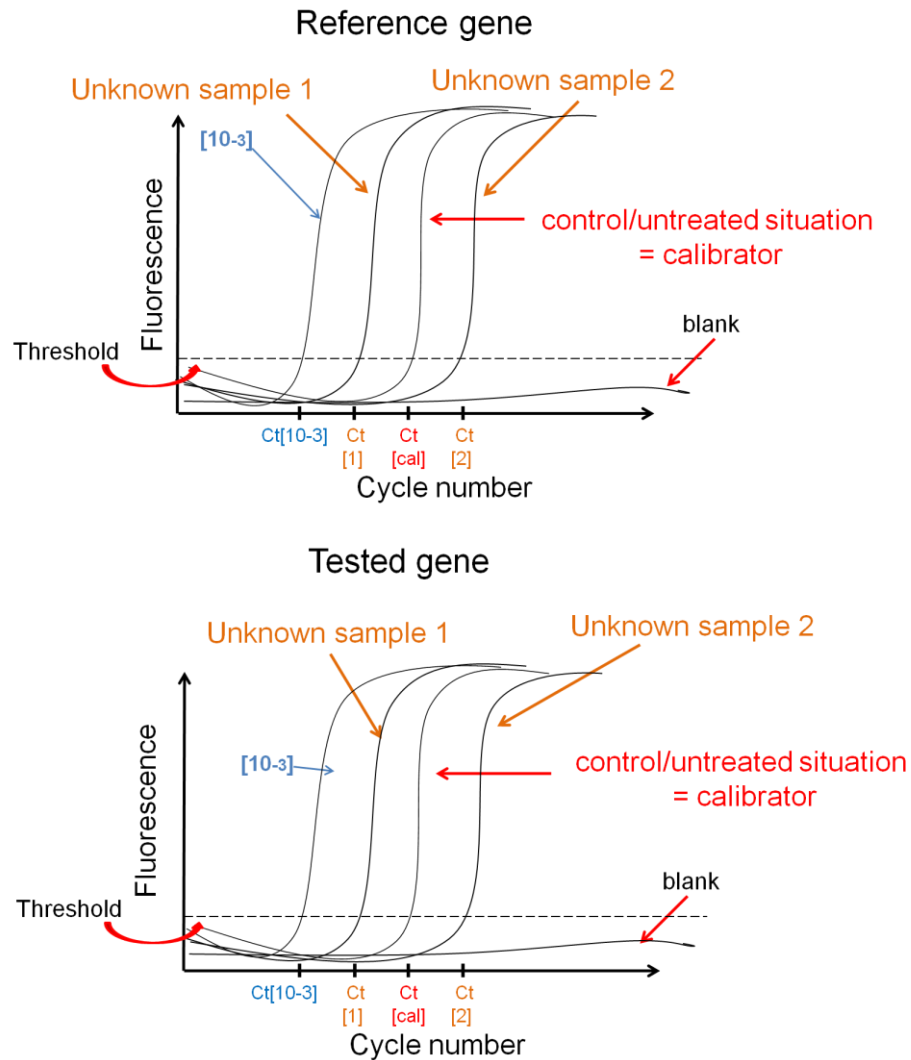 Reference gene
Unknown sample 1
Unknown sample 2
[10-3]
Fluorescence
control/untreated situation
= calibrator
blank
Threshold
Ct[10-3]
Ct
[1]
Ct
[cal]
Ct
[2]
Cycle number
Tested gene
Unknown sample 1
Unknown sample 2
[10-3]
Fluorescence
control/untreated situation
= calibrator
blank
Threshold
Ct[10-3]
Ct
[1]
Ct
[cal]
Ct
[2]
Cycle number